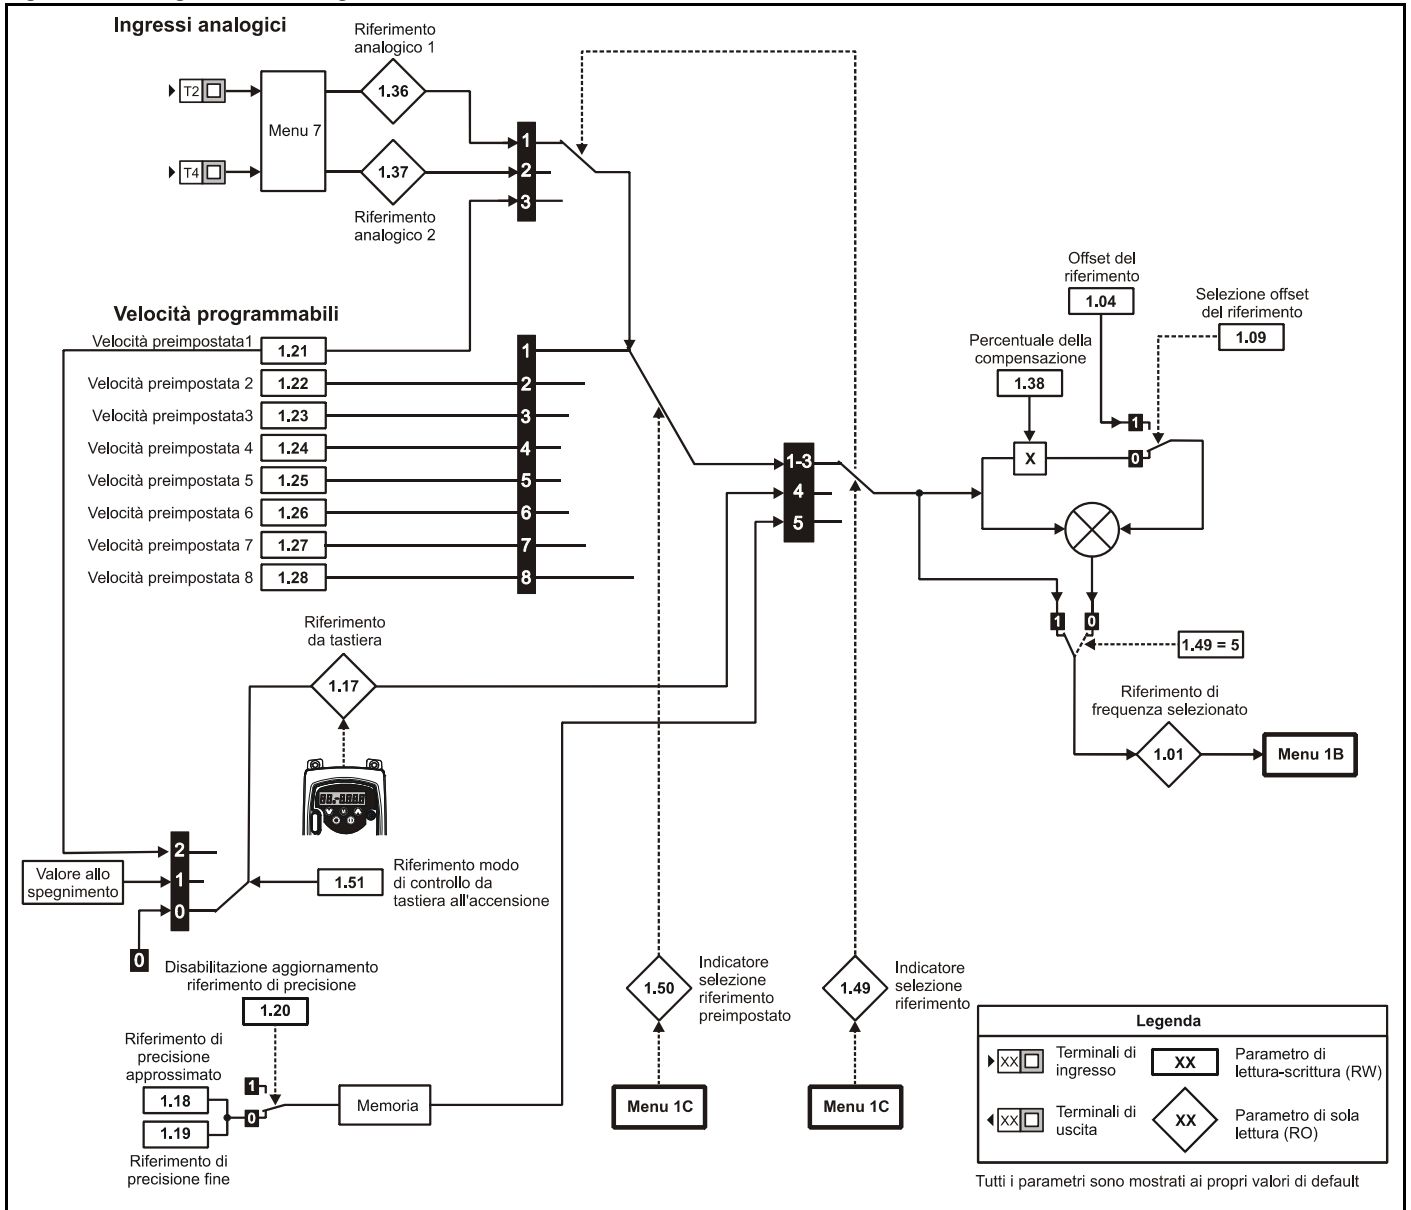 Ingressi analogici
Riferimento
analogico 1
T2
1.36
Menu 7
T4
1.37
Riferimento
analogico 2
1
2
3
Velocità programmabili
Velocità preimpostata1
1.21
Velocità preimpostata 2
1.22
Velocità preimpostata3
1.23
Velocità preimpostata 4
1.24
Velocità preimpostata 5
1.25
Velocità preimpostata 6
1.26
Velocità preimpostata 7
1.27
Velocità preimpostata 8
1.28
1
2
3
4
5
6
7
8
1-3
4
5
Offset del
riferimento
1.04
Selezione offset
del riferimento
1.09
Percentuale della
compensazione
1.38
X
1
0
1
0
1.49 = 5
Riferimento di
frequenza selezionato
1.01
Menu 1B
Riferimento
da tastiera
1.17
2
1
0
Valore allo
spegnimento
0
1.51
Riferimento modo
di controllo da
tastiera all'accensione
Disabilitazione aggiornamento
riferimento di precisione
1.20
Riferimento di
precisione
approssimato
1.18
1.19
Riferimento di
precisione fine
1
0
Memoria
1.50
Indicatore
selezione
riferimento
preimpostato
Menu 1C
1.49
Indicatore
selezione
riferimento
Menu 1C
Legenda
XX
Terminali di
ingresso
XX
Parametro di
lettura-scrittura (RW)
XX
Terminali di
uscita
XX
Parametro di sola
lettura (RO)
Tutti i parametri sono mostrati ai propri valori di default